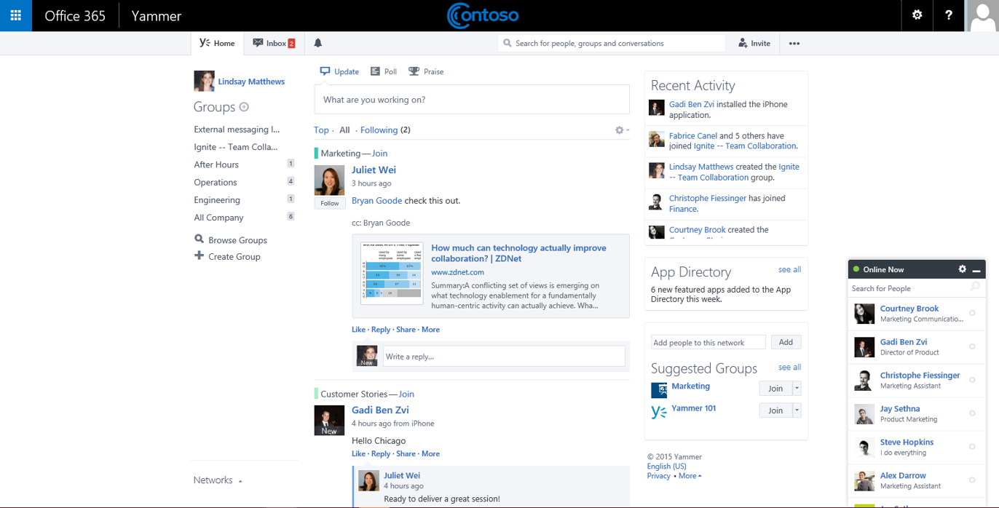 Office 365
Yammer
Contoso
?
Home
Inbox 2
Search for people, groups and conversations
Invite
Lindsay Matthews
Groups
External messaging I...
Ignite -- Team Colla...
After Hours 1
Operations 4
Engineering 1
All Company 6
Browse Groups
Create Group
Networks
Update
Poll
Praise
What are you working on?
Top · All · Following (2)
Marketing—Join
Juliet Wei
3 hours ago
Follow
Bryan Goode check this out.
cc: Bryan Goode
How much can technology actually improve
collaboration? | ZDNet
www.zdnet.com
Summary:A conflicting set of views is emerging on
what technology enablement for a fundamentally
human-centric activity can actually achieve. Wha...
Like · Reply · Share · More
New
Write a reply...
Customer Stories—Join
Gadi Ben Zvi
4 hours ago from iPhone
New
Hello Chicago
Like · Reply · Share · More
Juliet Wei
4 hours ago
Ready to deliver a great session!
Recent Activity
Gadi Ben Zvi installed the iPhone
application.
Fabrice Canel and 5 others have
joined Ignite -- Team Collaboration.
Lindsay Matthews created the Ignite
-- Team Collaboration group.
Christophe Fiessinger has joined
Finance.
Courtney Brook created the
App Directory
see all
6 new featured apps added to the App
Directory this week.
Add people to this network
Add
Suggested Groups
see all
Marketing
Join
Yammer 101
Join
© 2015 Yammer
English (US)
Privacy • More
Online Now
Search for People
Courtney Brook
Marketing Communicatio...
Gadi Ben Zvi
Director of Product
Christophe Fiessinger
Marketing Assistant
Jay Sethna
Product Marketing
Steve Hopkins
I do everything
Alex Darrow
Marketing Assistant